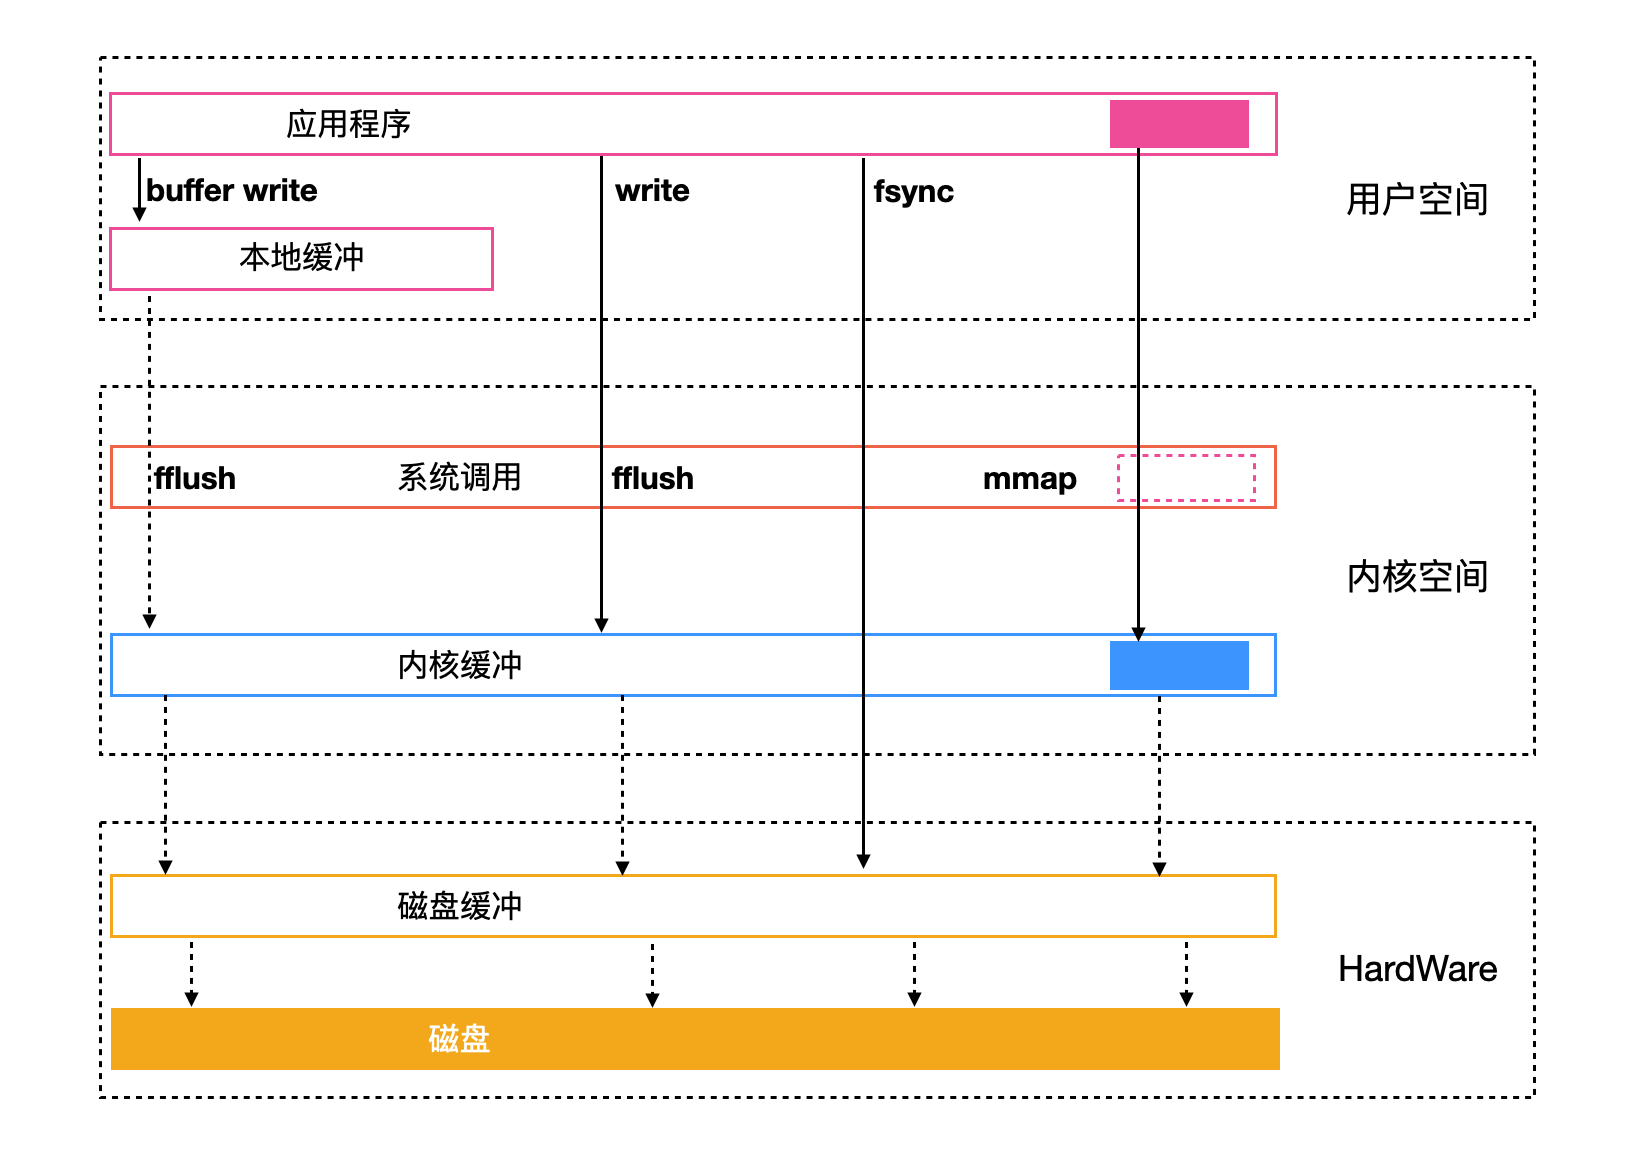 应用程序
buffer write
write
fsync
用户空间
本地缓冲
fflush
系统调用
fflush
mmap
内核空间
内核缓冲
磁盘缓冲
HardWare
磁盘